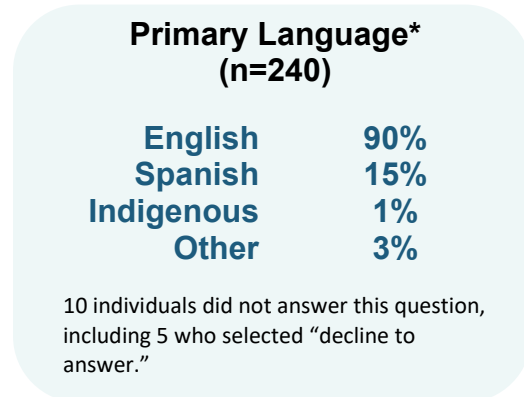 Primary Language*
(n=240)
English 90%
Spanish 15%
Indigenous 1%
Other 3%
10 individuals did not answer this question,
including 5 who selected “decline to
answer.”